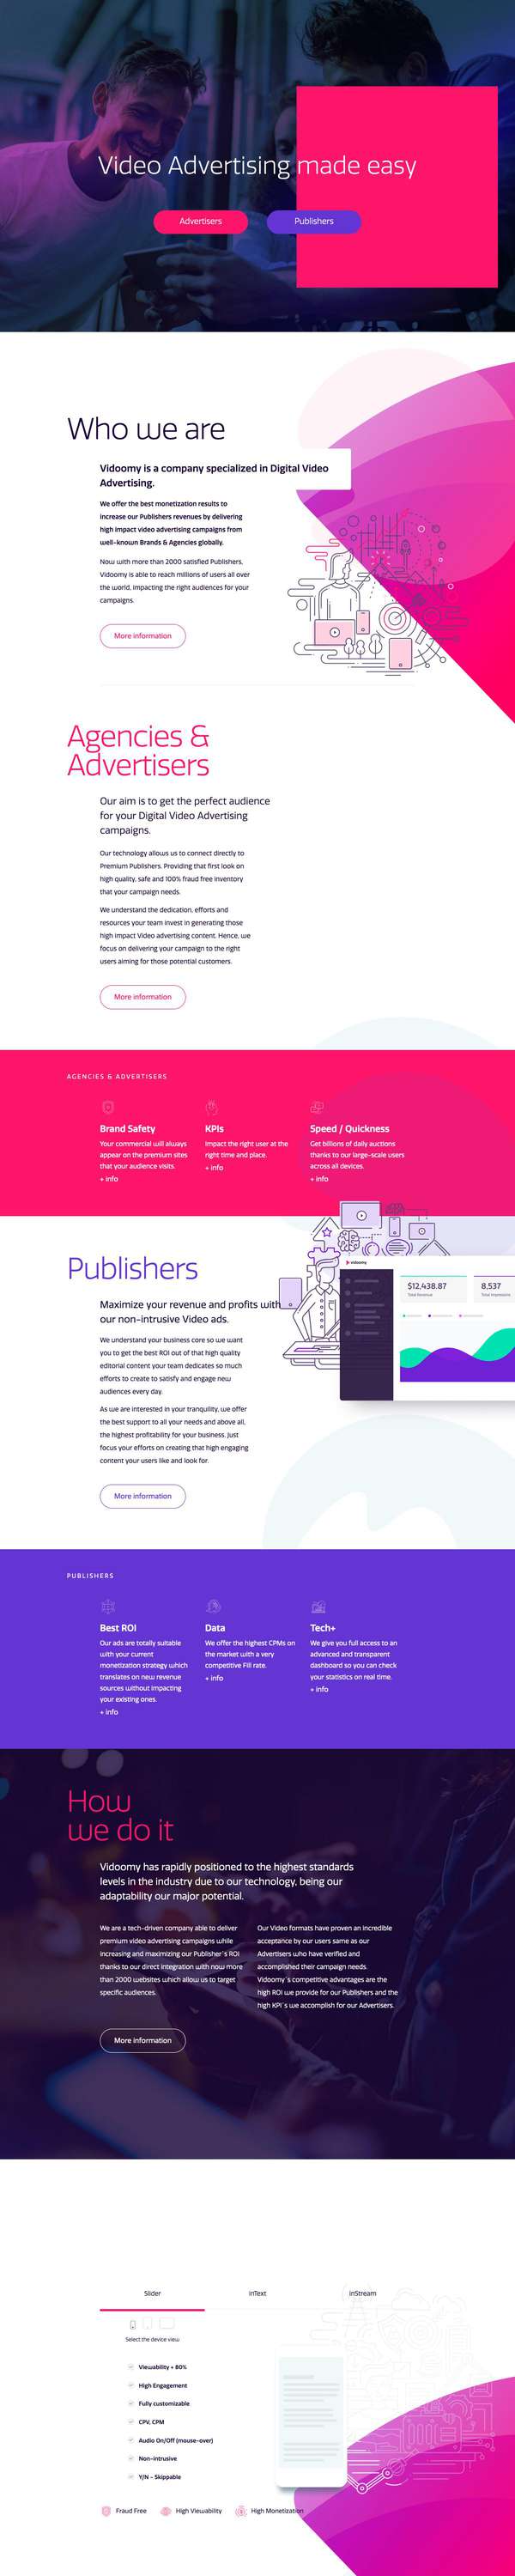 Video Advertising made easy
Advertisers
Publishers
Who we are
Vidoomy is a company specialized in Digital Video
Advertising.
We offer the best monetization results to
increase our Publishers revenues by delivering
high impact video advertising campaigns from
well-known Brands & Agencies globally.
Now with more than 2000 satisfied Publishers,
Vidoomy is able to reach millions of users all over
the world, impacting the right audiences for your
campaigns.
More information
Agencies &
Advertisers
Our aim is to get the perfect audience
for your Digital Video Advertising
campaigns.
Our technology allows us to connect directly to
Premium Publishers. Providing that first look on
high quality, safe and 100% fraud free inventory
that your campaign needs.
We understand the dedication, efforts and
resources your team invest in generating those
high impact Video advertising content. Hence, we
focus on delivering your campaign to the right
users aiming for those potential customers.
More information
AGENCIES & ADVERTISERS
Brand Safety
Your commercial will always
appear on the premium sites
that your audience visits.
+ info
KPIs
Impact the right user at the
right time and place.
+ info
Speed / Quickness
Get billions of daily auctions
thanks to our large-scale users
across all devices.
+ info
Publishers
Maximize your revenue and profits with
our non-intrusive Video ads.
We understand your business core so we want
you to get the best ROI out of that high quality
editorial content your team dedicates so much
efforts to create to satisfy and engage new
audiences every day.
As we are interested in your tranquility, we offer
the best support to all your needs and above all,
the highest profitability for your business. Just
focus your efforts on creating that high engaging
content your users like and look for.
More information
vidoomy
$12,438.87
Total Revenue
8,537
Total Impressions
PUBLISHERS
Best ROI
Our ads are totally suitable
with your current
monetization strategy which
translates on new revenue
sources without impacting
your existing ones.
+ info
Data
We offer the highest CPMs on
the market with a very
competitive Fill rate.
+ info
Tech+
We give you full access to an
advanced and transparent
dashboard so you can check
your statistics on real time.
+ info
How
we do it
Vidoomy has rapidly positioned to the highest standards
levels in the industry due to our technology, being our
adaptability our major potential.
We are a tech-driven company able to deliver
premium video advertising campaigns while
increasing and maximizing our Publisher´s ROI
thanks to our direct integration with now more
than 2000 websites which allow us to target
specific audiences.
Our Video formats have proven an incredible
acceptance by our users same as our
Advertisers who have verified and
accomplished their campaign needs.
Vidoomy´s competitive advantages are the
high ROI we provide for our Publishers and the
high KPI´s we accomplish for our Advertisers.
More information
Slider
inText
inStream
Select the device view
Viewability + 80%
High Engagement
Fully customizable
CPV, CPM
Audio On/Off (mouse-over)
Non-intrusive
Y/N - Skippable
Fraud Free
High Viewability
High Monetization